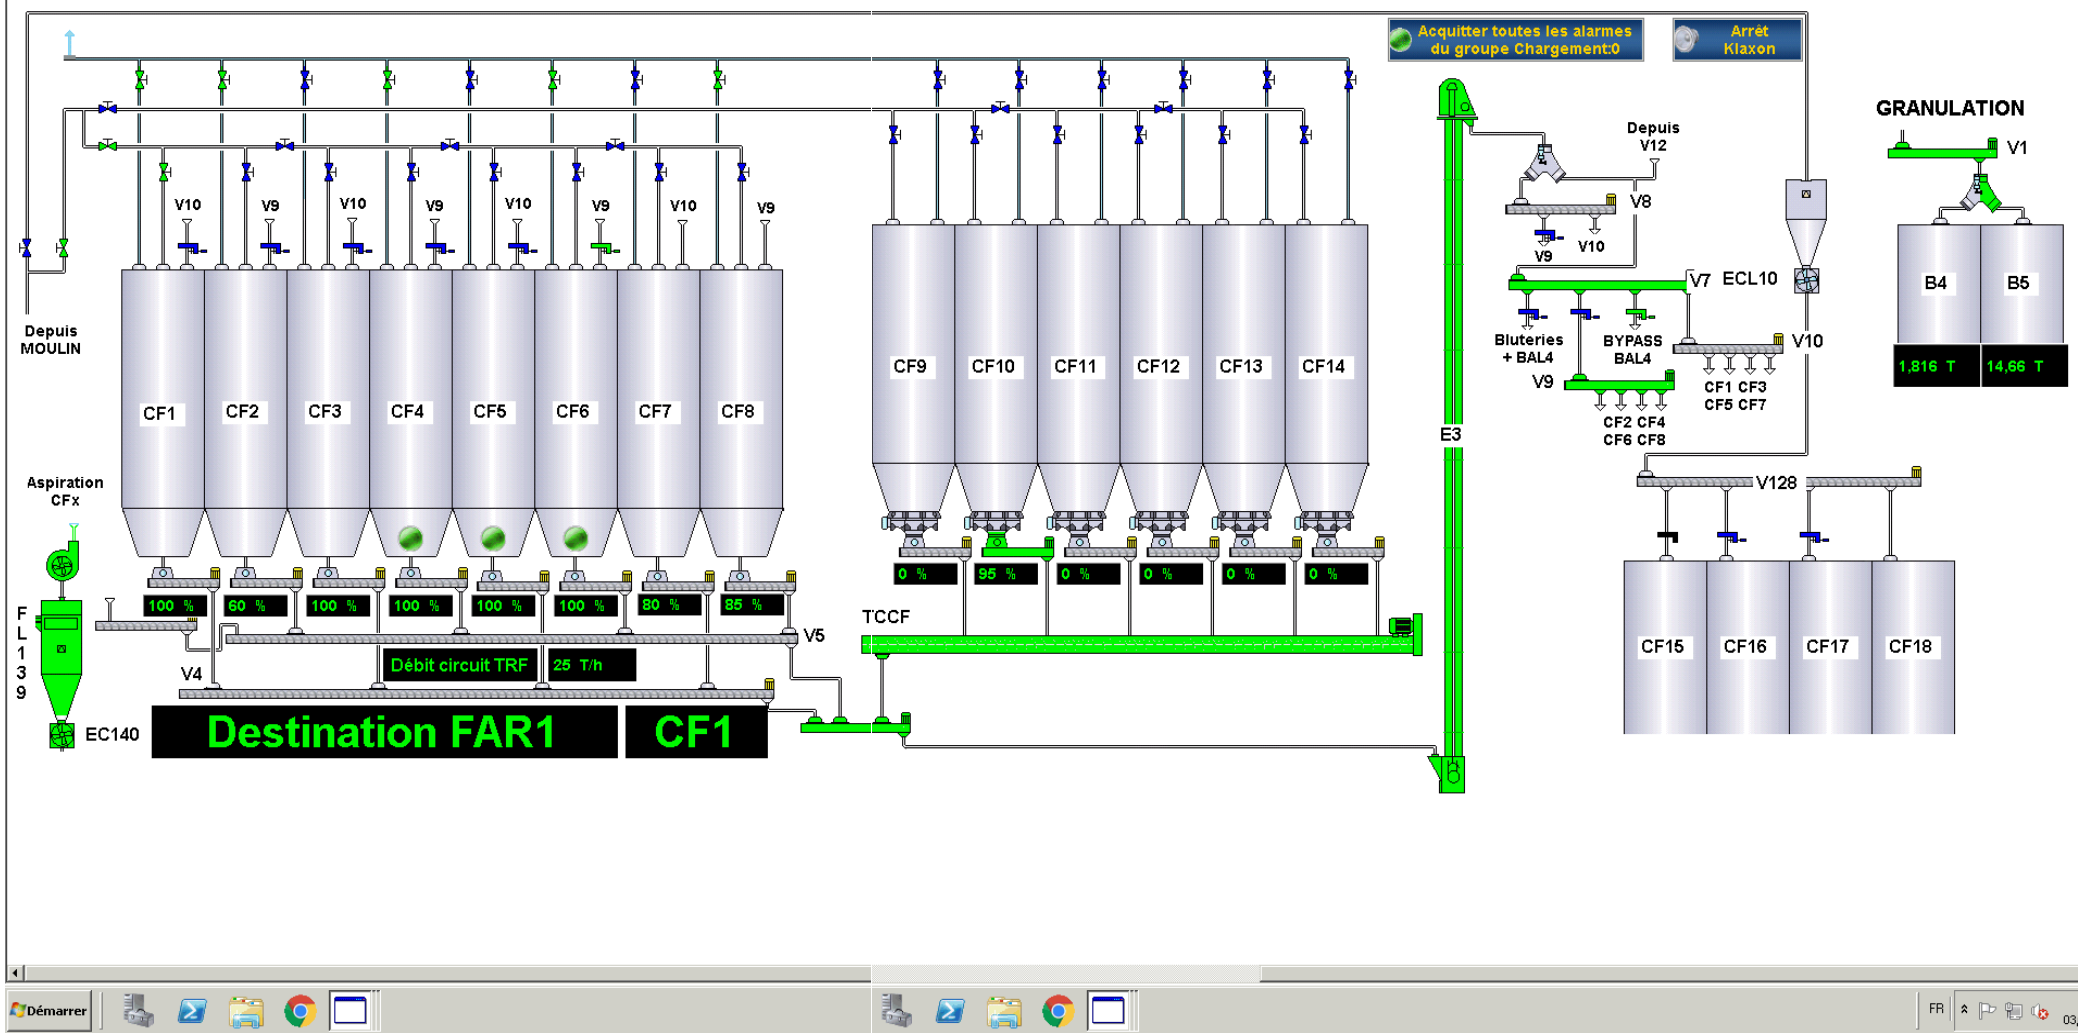 Acquitter toutes les alarmes
du groupe Chargement:0
Arrêt
Klaxon
GRANULATION
Depuis
V12
V1
V10
V9
V10
V9
V10
V9
V10
V9
V8
V9
V10
V7
ECL10
B4
B5
Depuis
MOULIN
Bluteries
+ BAL4
BYPASS
BAL4
V10
1,816 T
14,66 T
V9
CF1 CF3
CF5 CF7
CF2 CF4
CF6 CF8
CF9
CF10
CF11
CF12
CF13
CF14
CF1
CF2
CF3
CF4
CF5
CF6
CF7
CF8
E3
Aspiration
CFx
V128
0 %
95 %
0 %
0 %
0 %
0 %
100 %
60 %
100 %
100 %
100 %
100 %
80 %
85 %
FL139
TCCF
V5
V4
Débit circuit TRF
25 T/h
CF15
CF16
CF17
CF18
EC140
Destination FAR1
CF1
Démarrer
FR
03,